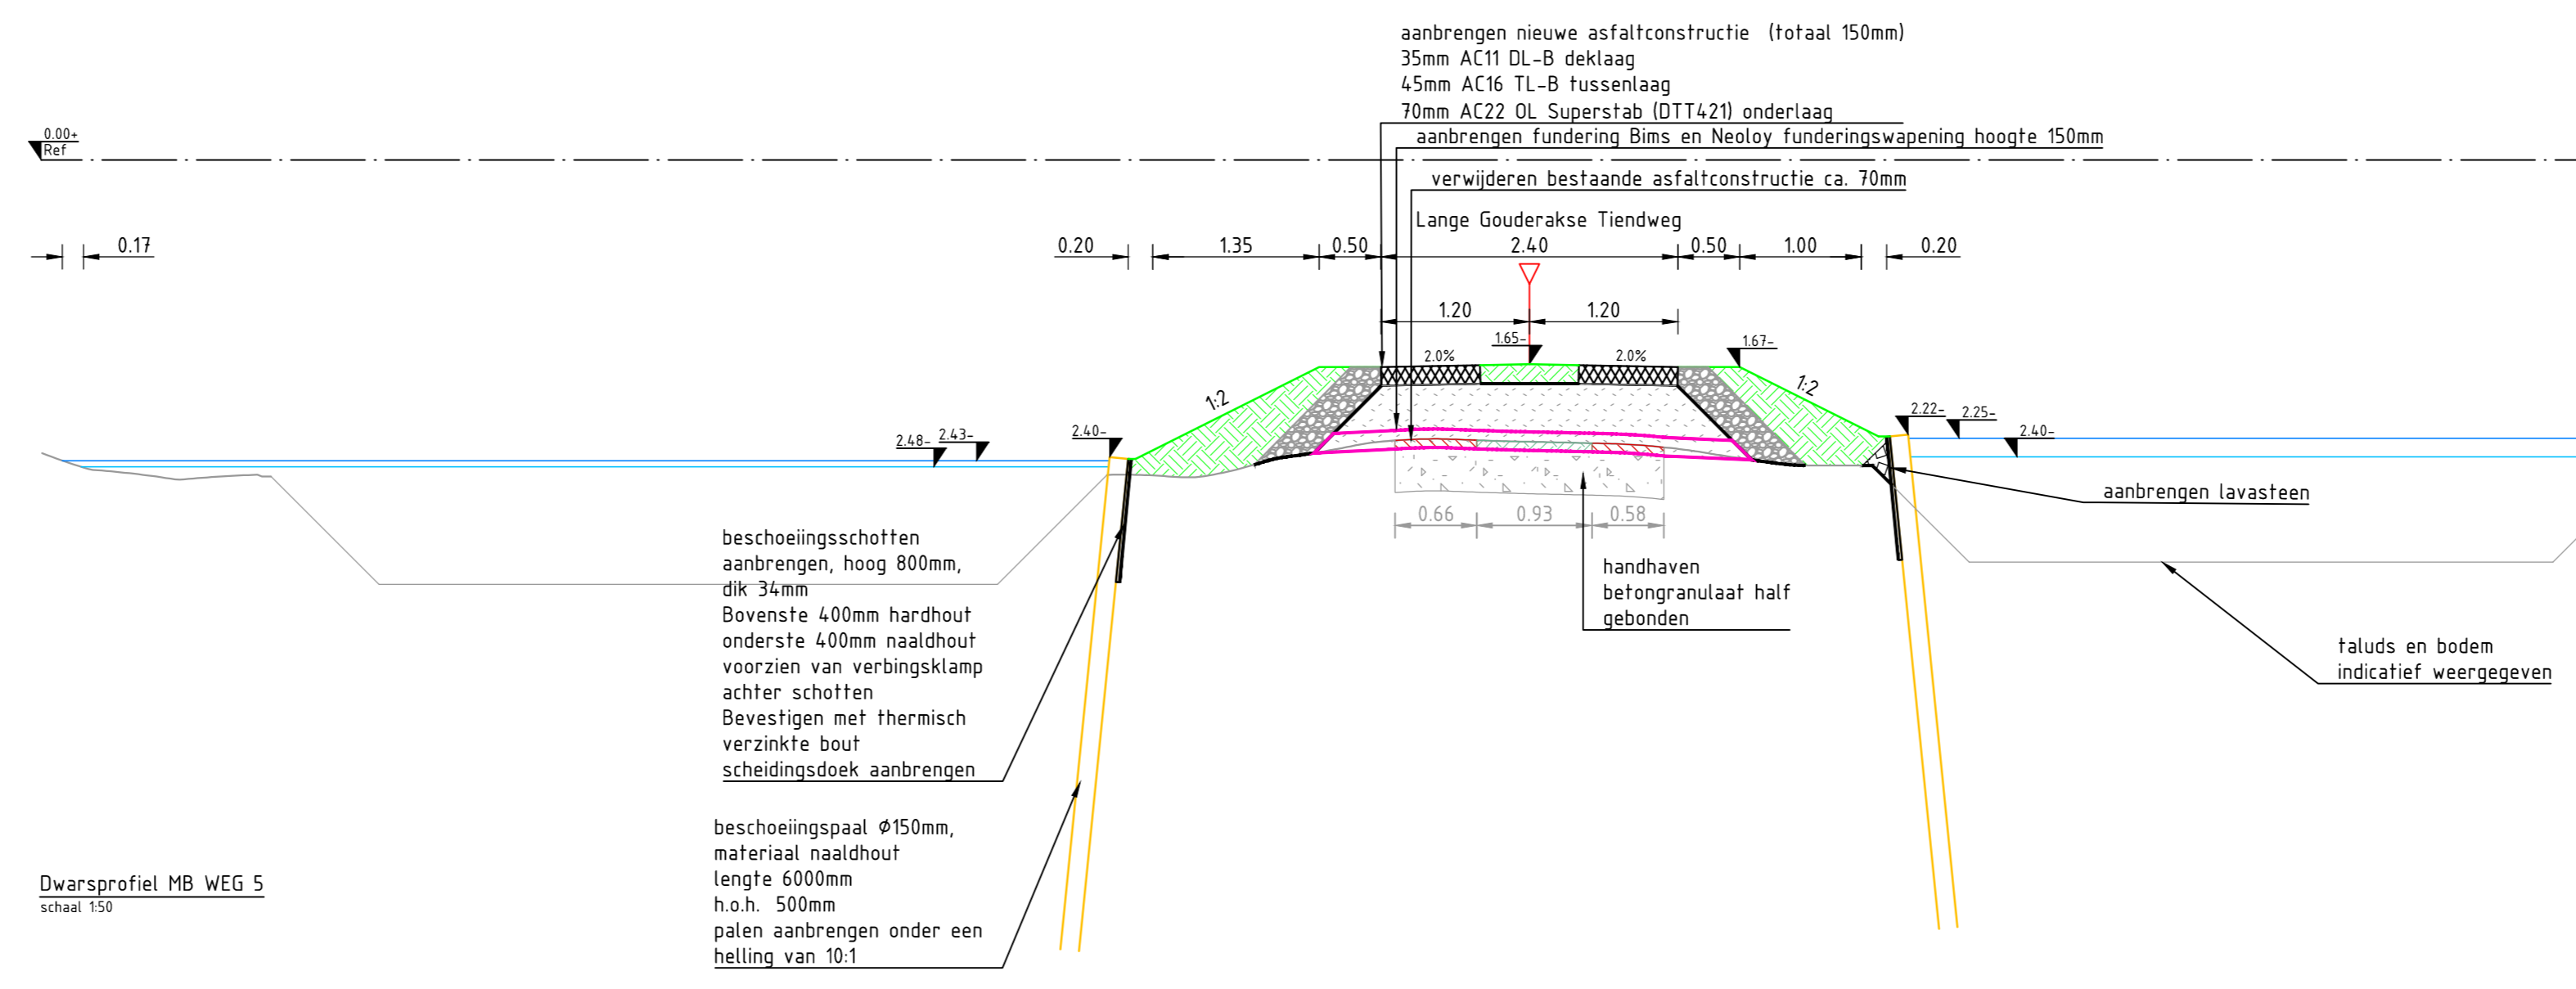 aanbrengen nieuwe asfaltconstructie (totaal 150mm)
35mm AC11 DL-B deklaag
45mm AC16 TL-B tussenlaag
70mm AC22 OL Superstab (DTT421) onderlaag
aanbrengen fundering Bims en Neoloy funderingswapening hoogte 150mm
0.00+
Ref
verwijderen bestaande asfaltconstructie ca. 70mm
Lange Gouderakse Tiendweg
0.17
0.20
1.35
0.50
2.40
0.50
1.00
0.20
1.20
1.20
1.65-
1.67-
2.0%
2.0%
1:2
1:2
2.48-
2.43-
2.40-
2.22-
2.25-
2.40-
aanbrengen lavasteen
0.66
0.93
0.58
beschoeiingsschotten
aanbrengen, hoog 800mm,
dik 34mm
Bovenste 400mm hardhout
onderste 400mm naaldhout
voorzien van verbingsklamp
achter schotten
Bevestigen met thermisch
verzinkte bout
scheidingsdoek aanbrengen
handhaven
betongranulaat half
gebonden
taluds en bodem
indicatief weergegeven
beschoeiingspaal Ø150mm,
materiaal naaldhout
lengte 6000mm
h.o.h. 500mm
palen aanbrengen onder een
helling van 10:1
Dwarsprofiel MB WEG 5
schaal 1:50